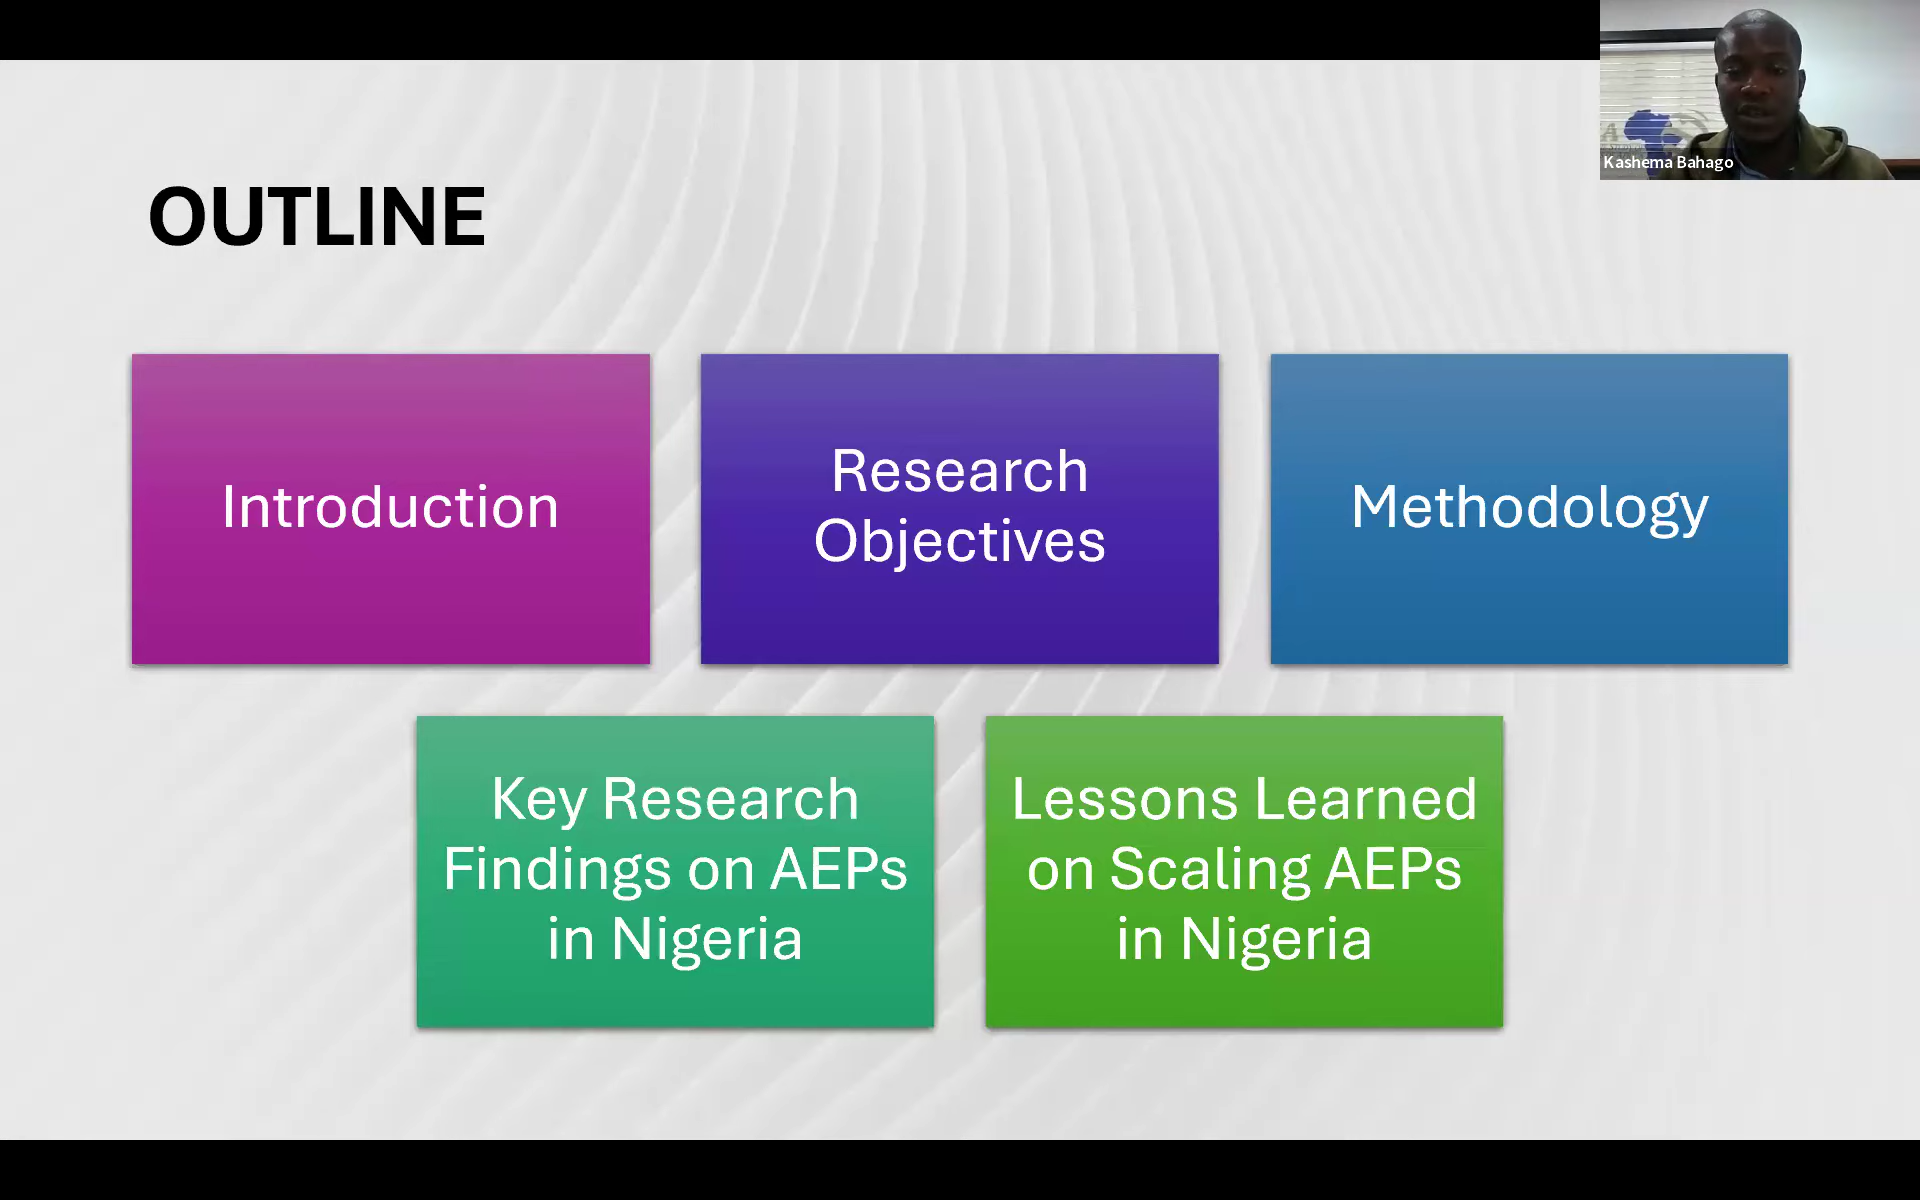 Kashema Bahago
OUTLINE
Introduction
Research
Objectives
Methodology
Key Research
Findings on AEPs
in Nigeria
Lessons Learned
on Scaling AEPs
in Nigeria